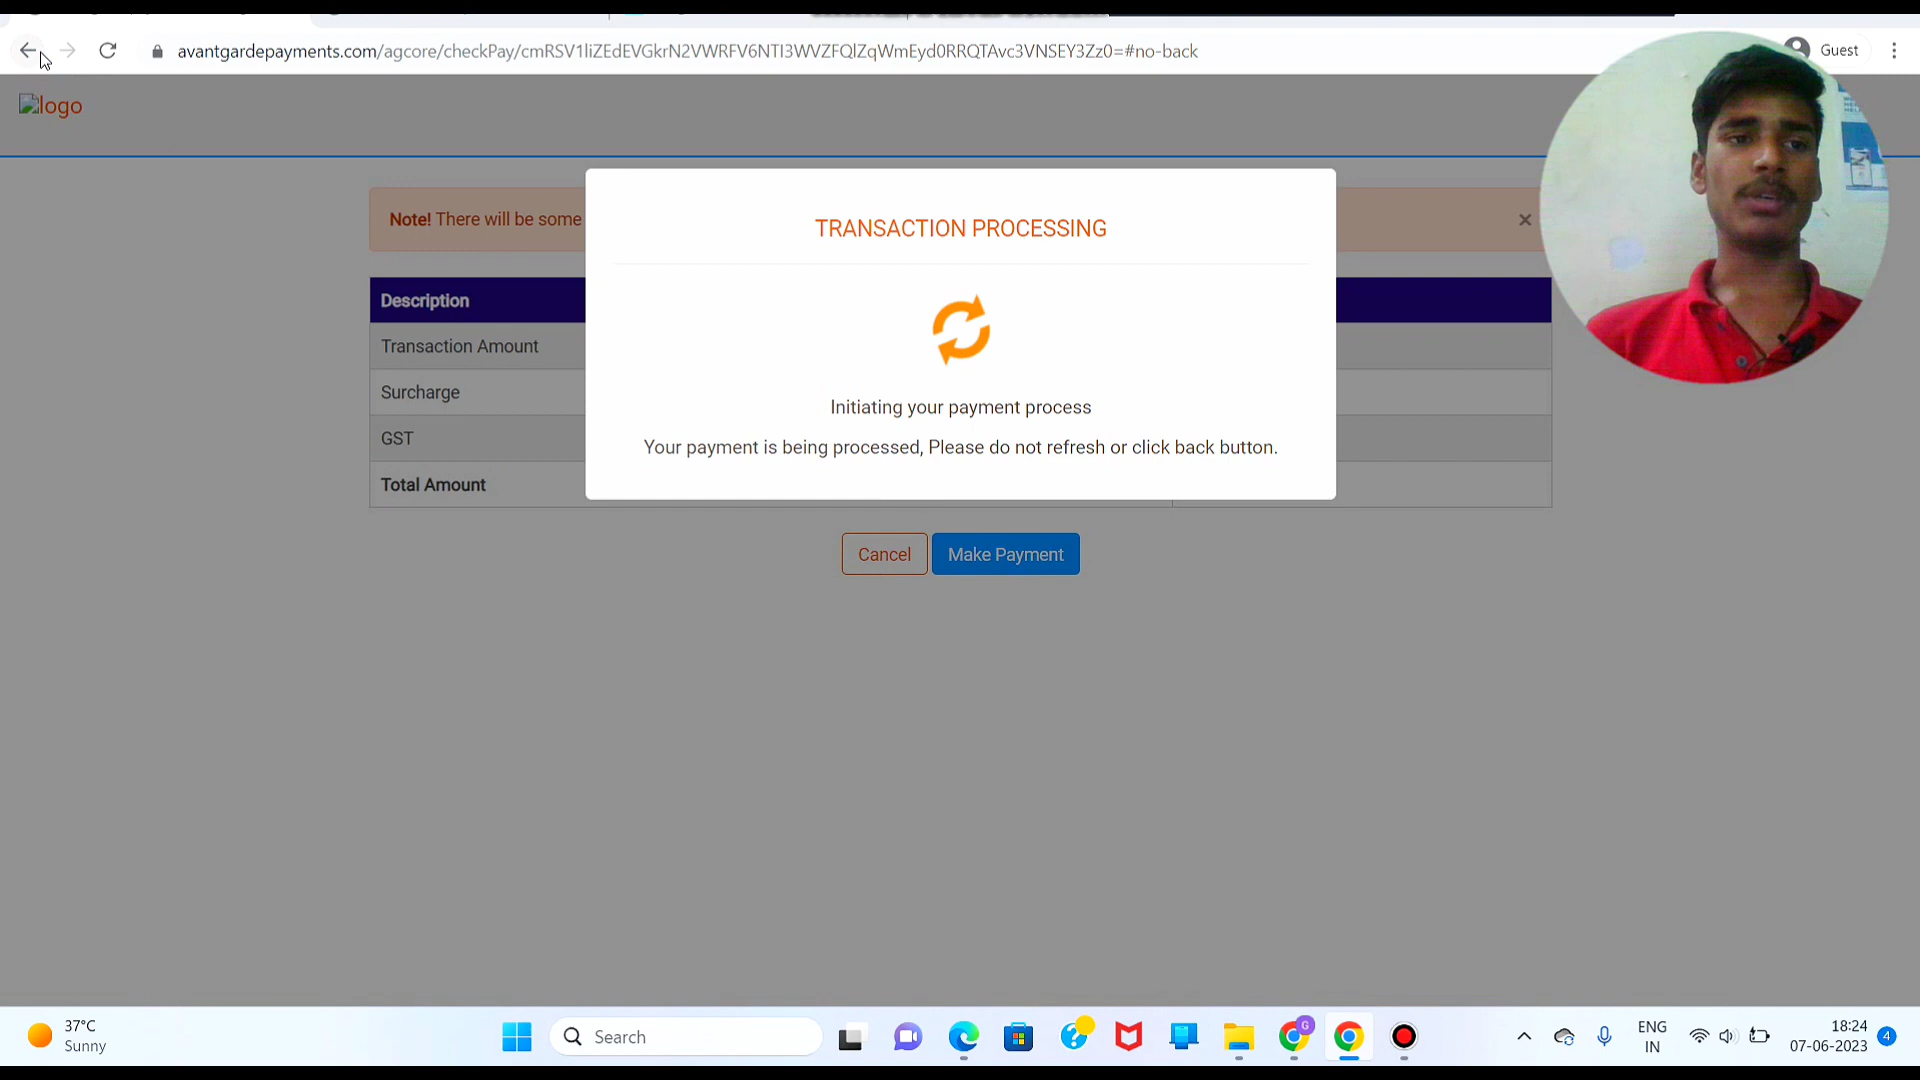 avantgardepayments.com/agcore/checkPay/cmRSV1liZEdEVGkrN2VWRFV6NTI3WVZFQlZqWmEyd0RRQTAvc3VNSEY3Zz0=#no-back
Guest
logo
Note! There will be some
×
TRANSACTION PROCESSING
Description
Transaction Amount
Surcharge
GST
Total Amount
Initiating your payment process
Your payment is being processed, Please do not refresh or click back button.
Cancel
Make Payment
37°C
Sunny
Search
G
ENG
IN
18:24
07-06-2023
4